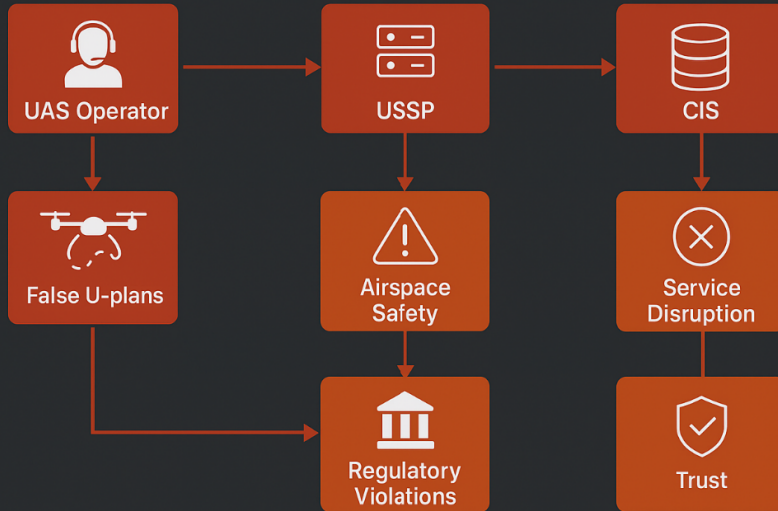 UAS Operator
USSP
CIS
False U-plans
Airspace
Safety
Service
Disruption
Regulatory
Violations
Trust